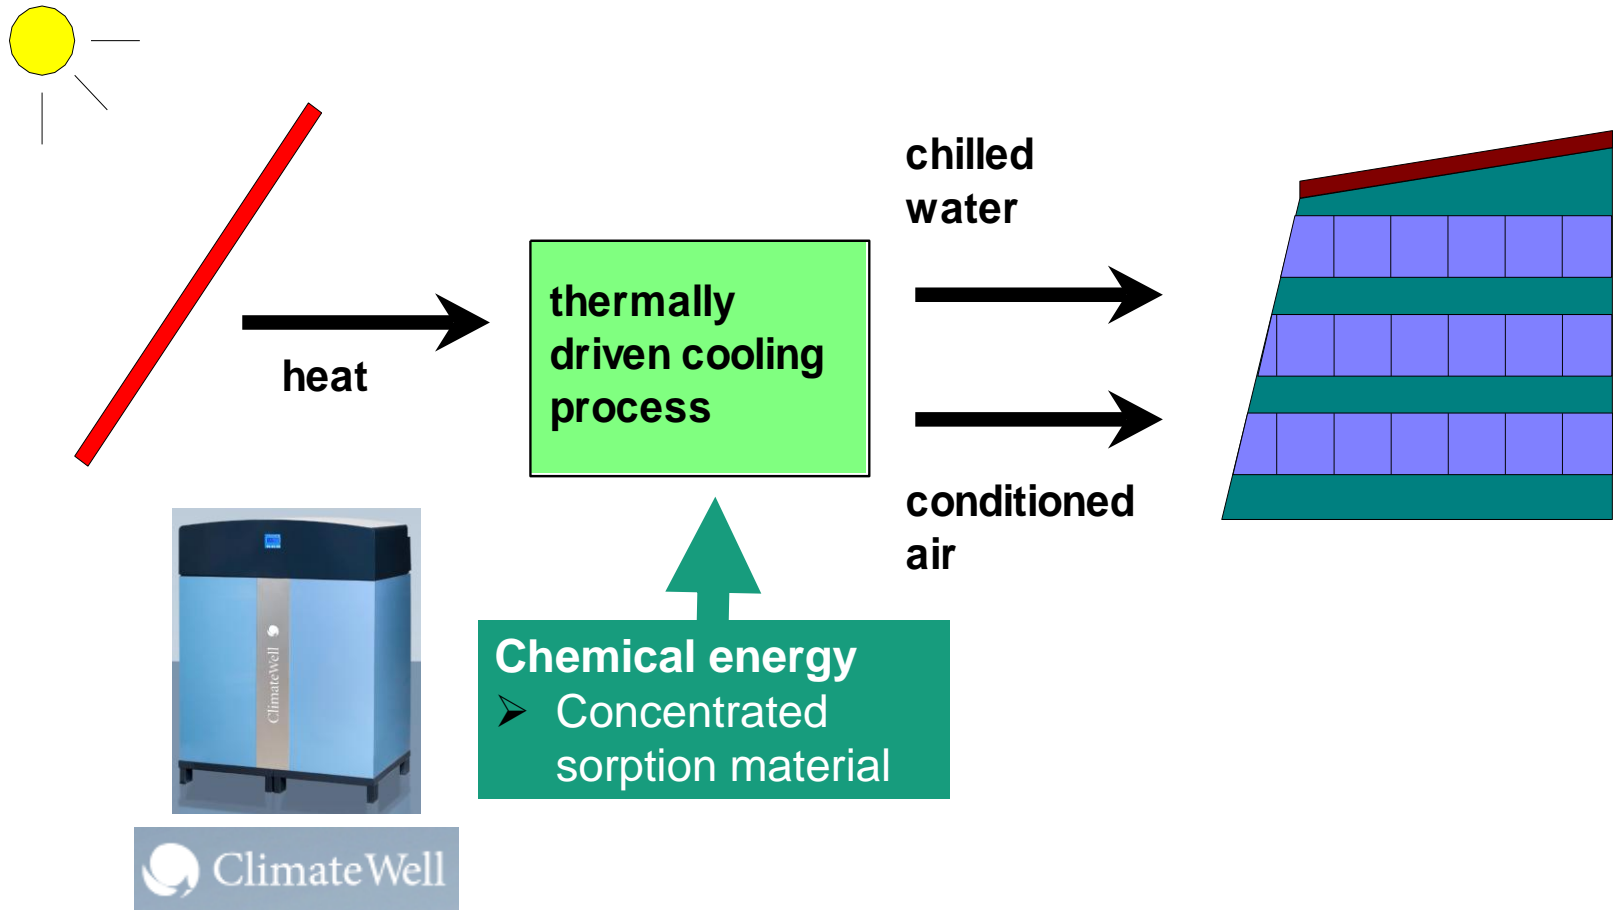 chilled
water
thermally
driven cooling
process
heat
conditioned
air
ClimateWell
Chemical energy
➢ Concentrated
sorption material
ClimateWell